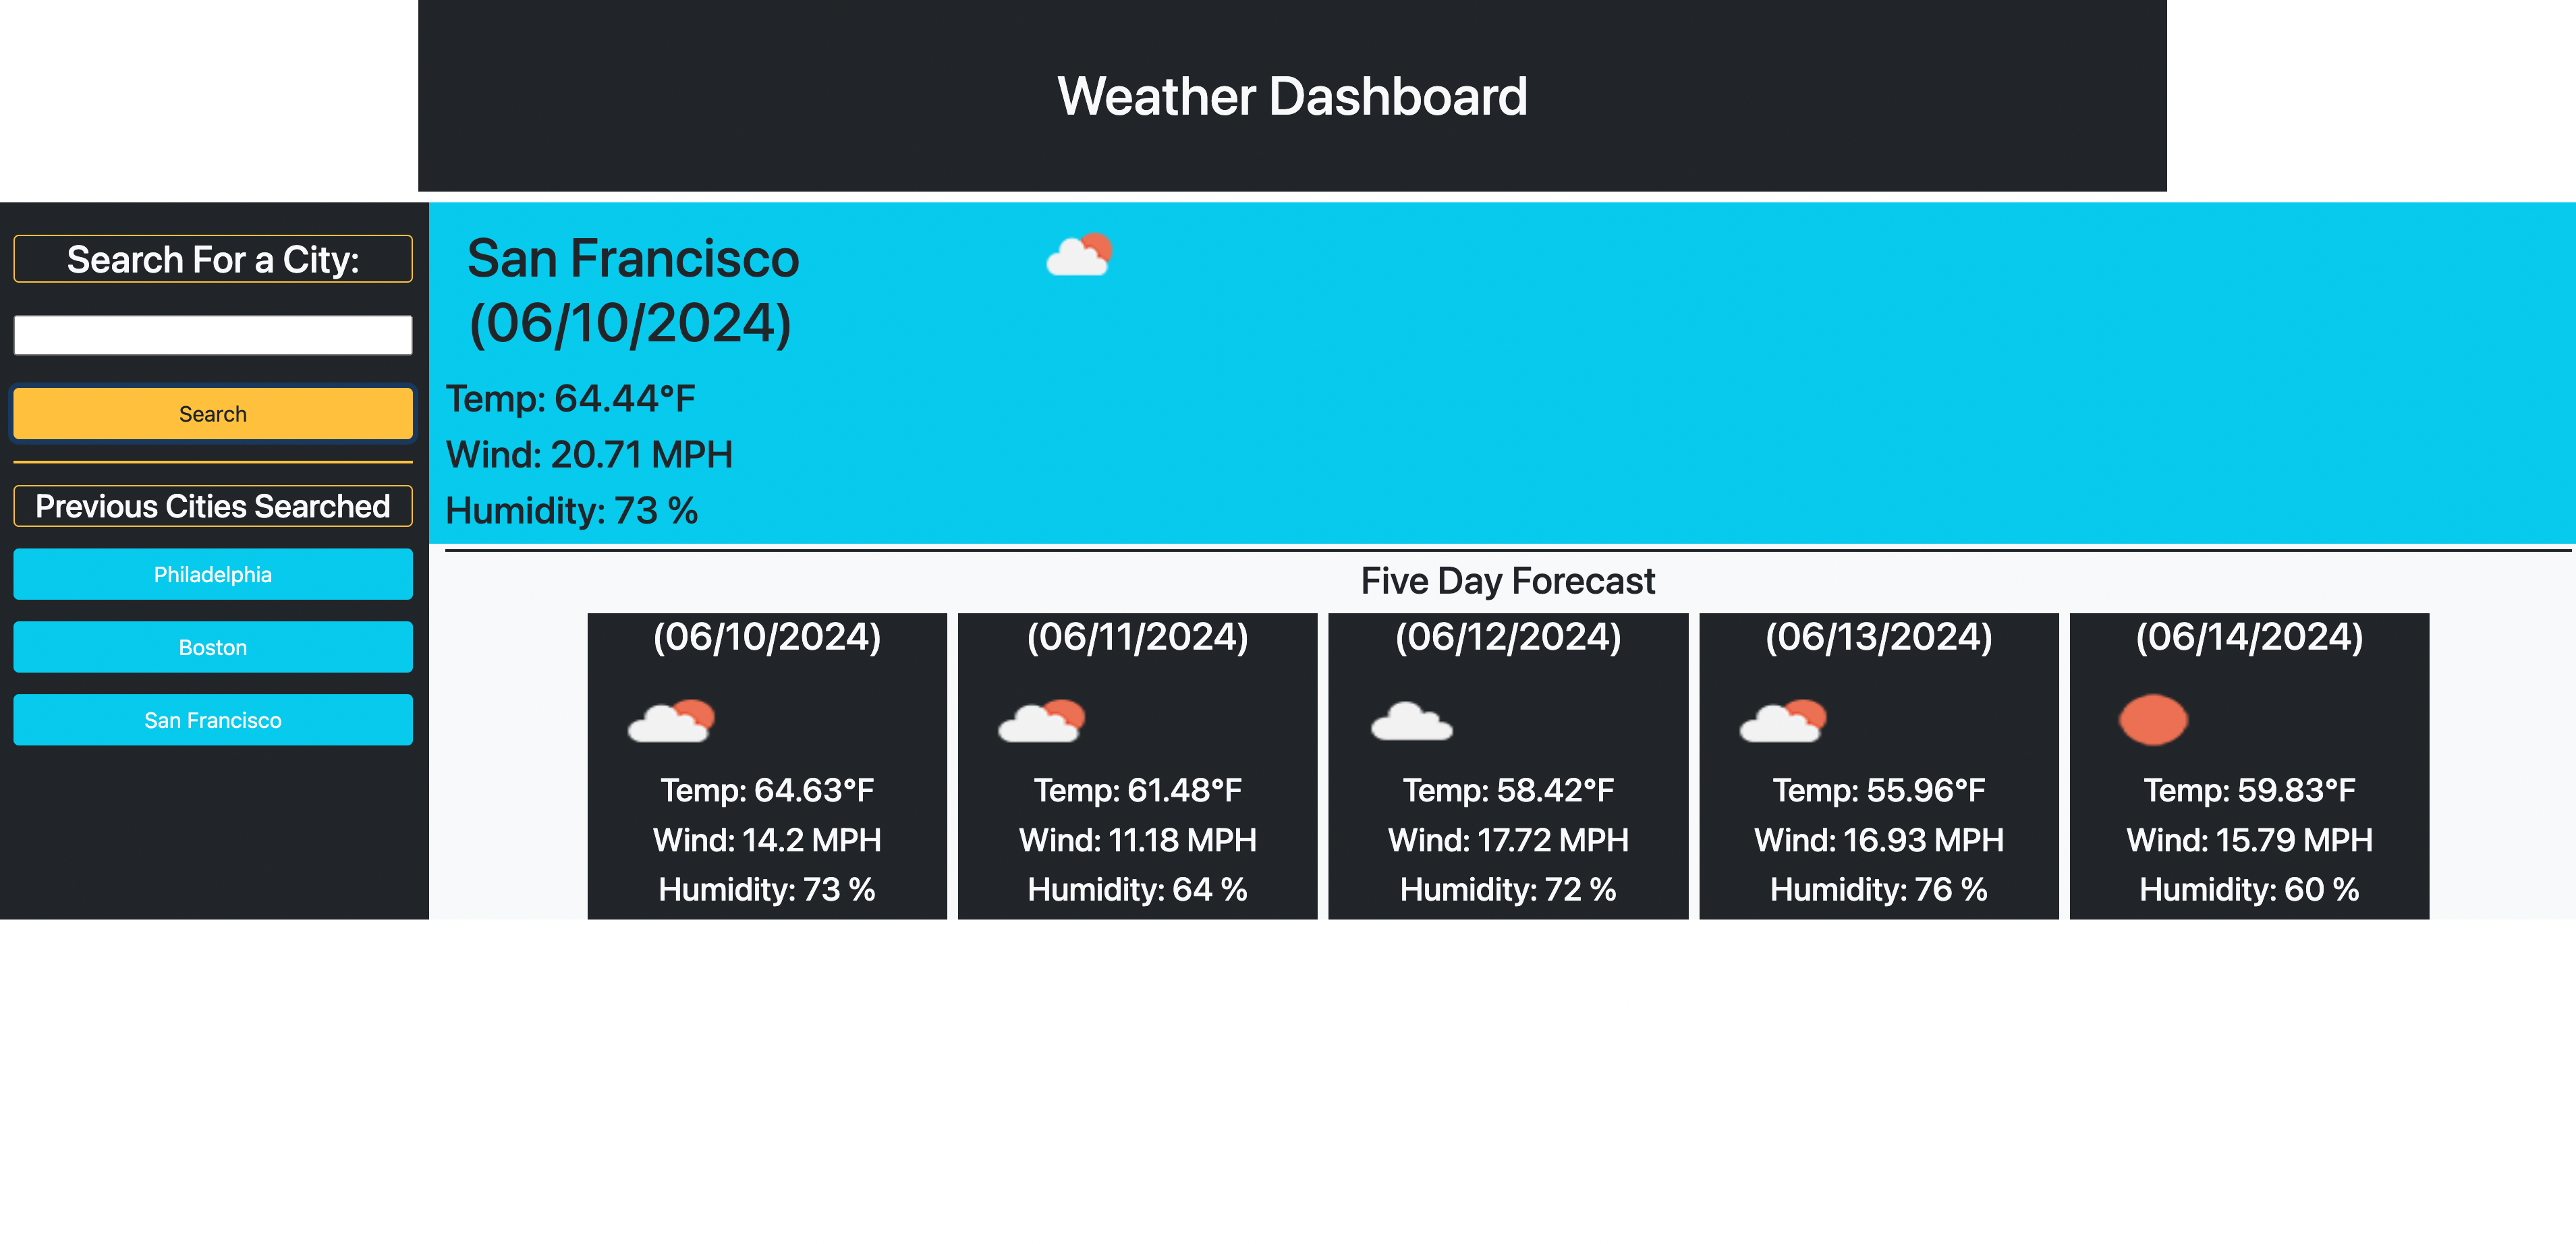 Weather Dashboard
Search For a City:
Search
Previous Cities Searched
Philadelphia
Boston
San Francisco
San Francisco
(06/10/2024)
Temp: 64.44°F
Wind: 20.71 MPH
Humidity: 73 %
Five Day Forecast
(06/10/2024)
Temp: 64.63°F
Wind: 14.2 MPH
Humidity: 73 %
(06/11/2024)
Temp: 61.48°F
Wind: 11.18 MPH
Humidity: 64 %
(06/12/2024)
Temp: 58.42°F
Wind: 17.72 MPH
Humidity: 72 %
(06/13/2024)
Temp: 55.96°F
Wind: 16.93 MPH
Humidity: 76 %
(06/14/2024)
Temp: 59.83°F
Wind: 15.79 MPH
Humidity: 60 %